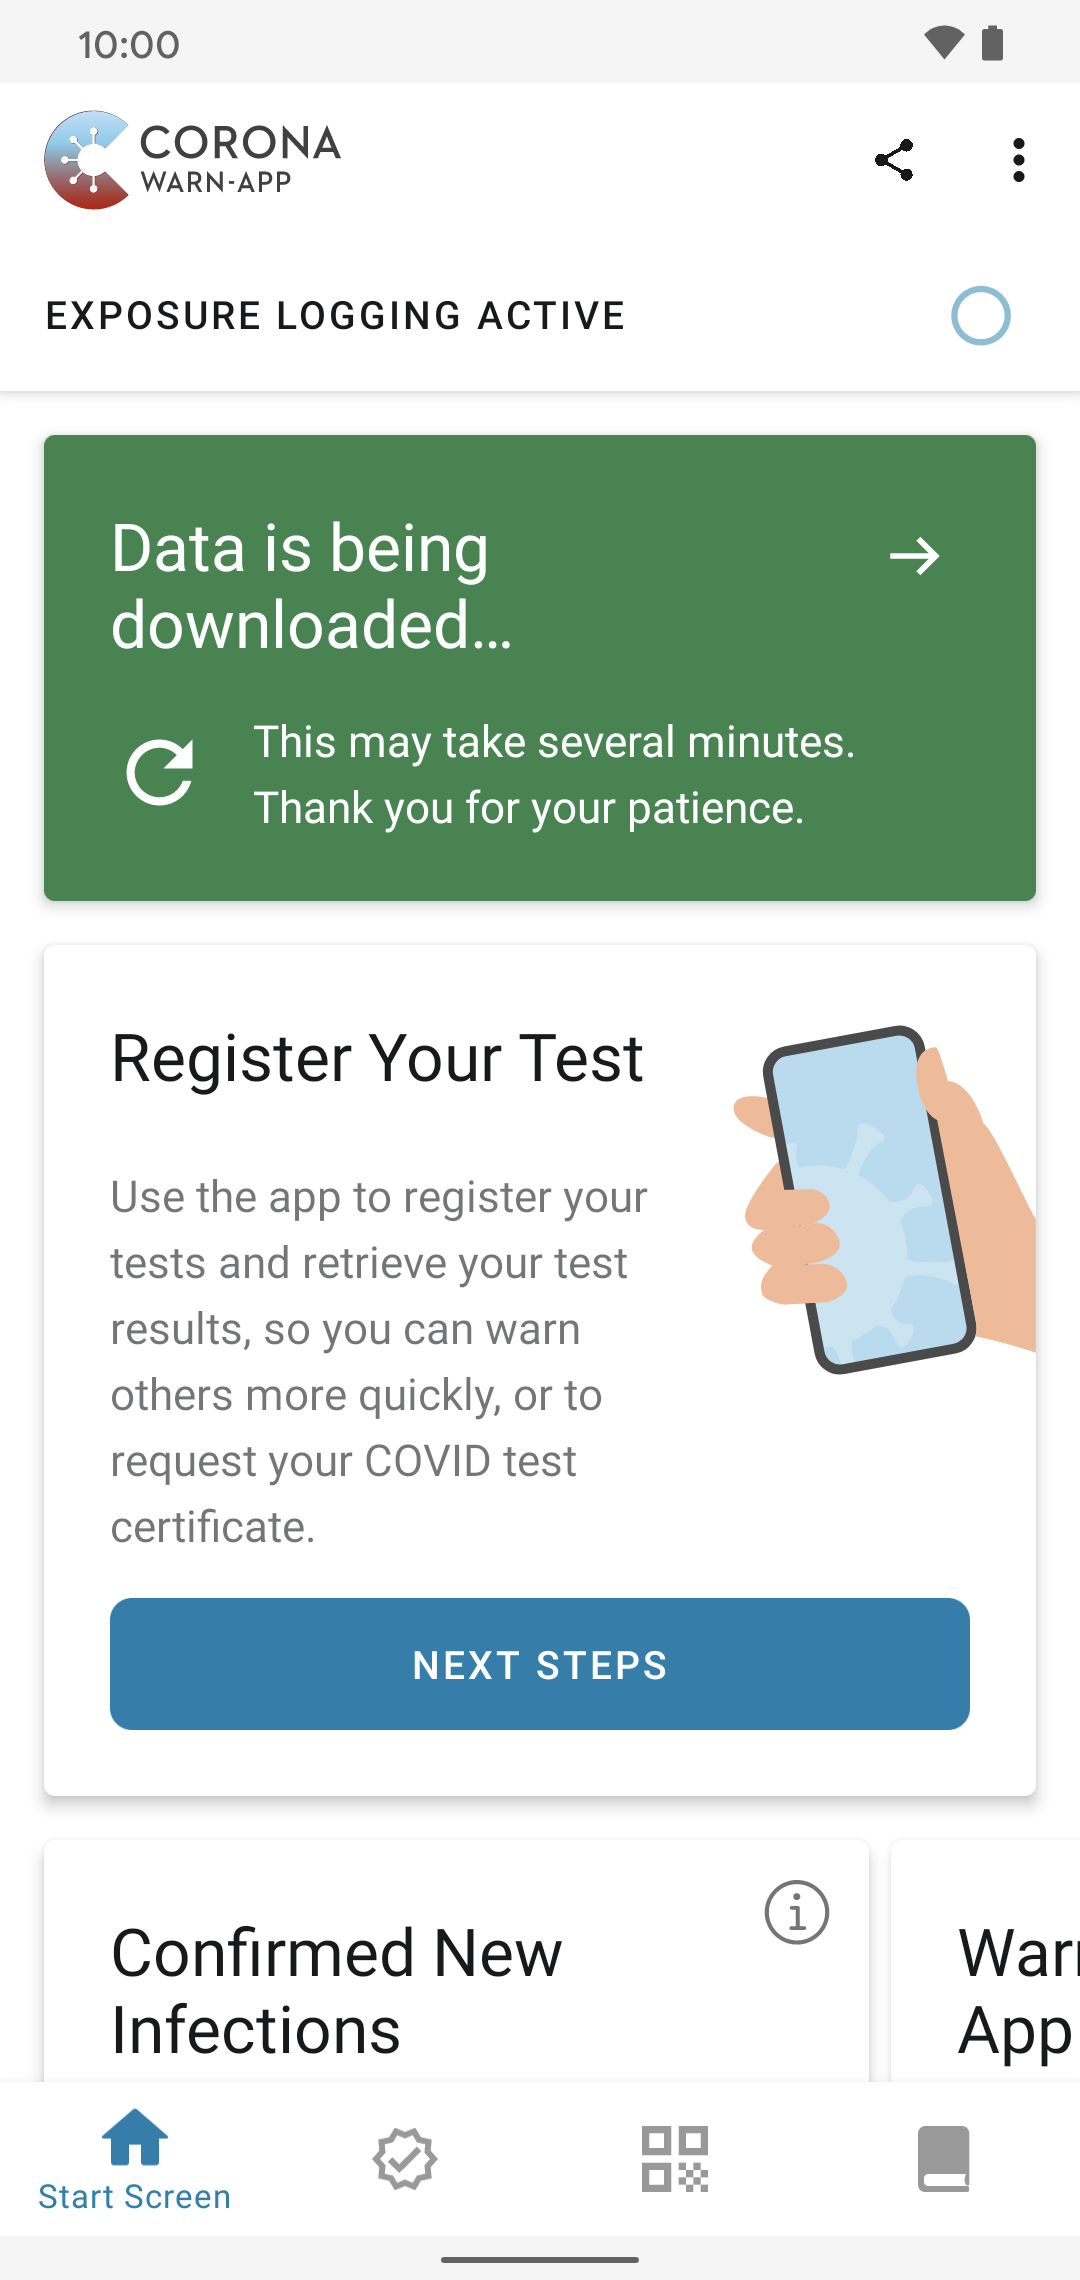 10:00
CORONA
WARN-APP
EXPOSURE LOGGING ACTIVE
Data is being
downloaded…
This may take several minutes.
Thank you for your patience.
Register Your Test
Use the app to register your
tests and retrieve your test
results, so you can warn
others more quickly, or to
request your COVID test
certificate.
NEXT STEPS
Confirmed New
Infections
App
Start Screen